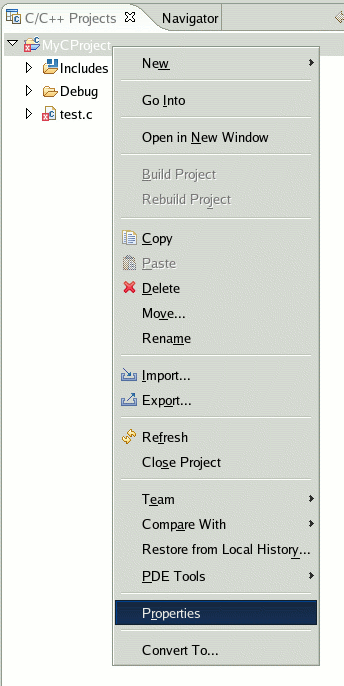 C/C++ Projects Navigator
MyCProject
Includes
Debug
test.c
New
Go Into
Open in New Window
Build Project
Rebuild Project
Copy
Paste
Delete
Move...
Rename
Import...
Export...
Refresh
Close Project
Team
Compare With
Restore from Local History...
PDE Tools
Properties
Convert To...